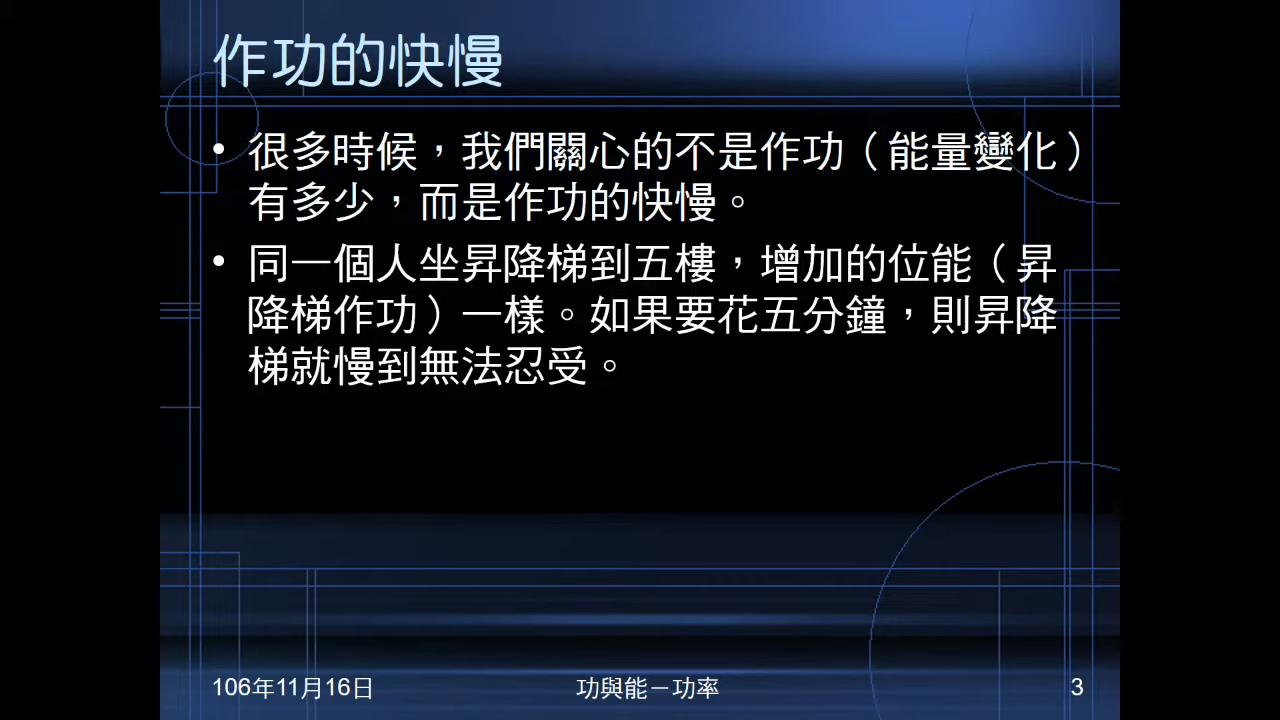 作功的快慢
• 很多時候，我們關心的不是作功（能量變化）
有多少，而是作功的快慢。
• 同一個人坐昇降梯到五樓，增加的位能（昇
降梯作功）一樣。如果要花五分鐘，則昇降
梯就慢到無法忍受。
106年11月16日
功與能－功率
3